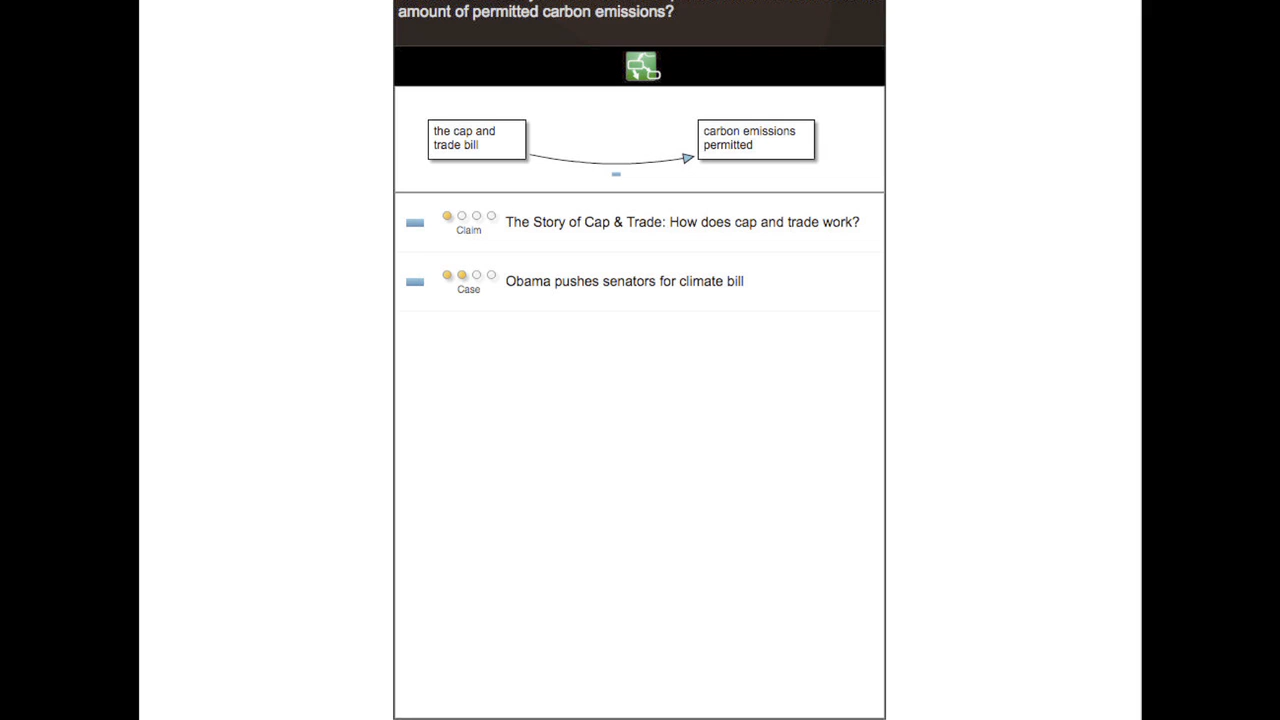 amount of permitted carbon emissions?
the cap and
trade bill
carbon emissions
permitted
The Story of Cap & Trade: How does cap and trade work?
Claim
Obama pushes senators for climate bill
Case